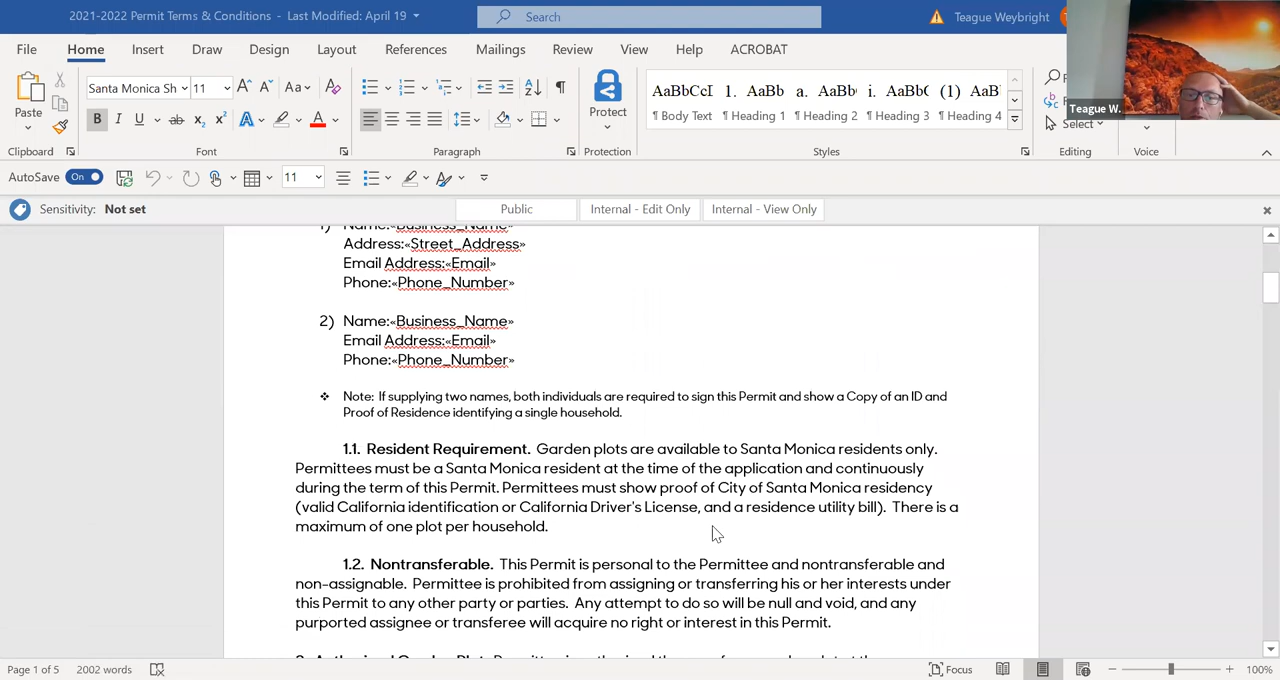 2021-2022 Permit Terms & Conditions - Last Modified: April 19
Search
Teague Weybright
File Home Insert Draw Design Layout References Mailings Review View Help ACROBAT
Santa Monica Sh 11
Paste
Protect
AaBbCcI 1. AaBb a. AaBb i. AaBbC (1) AaB
¶ Body Text ¶ Heading 1 ¶ Heading 2 ¶ Heading 3 ¶ Heading 4
Select
Teague W.
Clipboard Font Paragraph Protection Styles Editing Voice
AutoSave On 11
Sensitivity: Not set Public Internal - Edit Only Internal - View Only
1) Name:«Business_Name»
Address:«Street_Address»
Email Address:«Email»
Phone:«Phone_Number»
2) Name:«Business_Name»
Email Address:«Email»
Phone:«Phone_Number»
❖ Note: If supplying two names, both individuals are required to sign this Permit and show a Copy of an ID and
Proof of Residence identifying a single household.
1.1. Resident Requirement. Garden plots are available to Santa Monica residents only.
Permittees must be a Santa Monica resident at the time of the application and continuously
during the term of this Permit. Permittees must show proof of City of Santa Monica residency
(valid California identification or California Driver's License, and a residence utility bill). There is a
maximum of one plot per household.
1.2. Nontransferable. This Permit is personal to the Permittee and nontransferable and
non-assignable. Permittee is prohibited from assigning or transferring his or her interests under
this Permit to any other party or parties. Any attempt to do so will be null and void, and any
purported assignee or transferee will acquire no right or interest in this Permit.
Page 1 of 5 2002 words Focus 100%